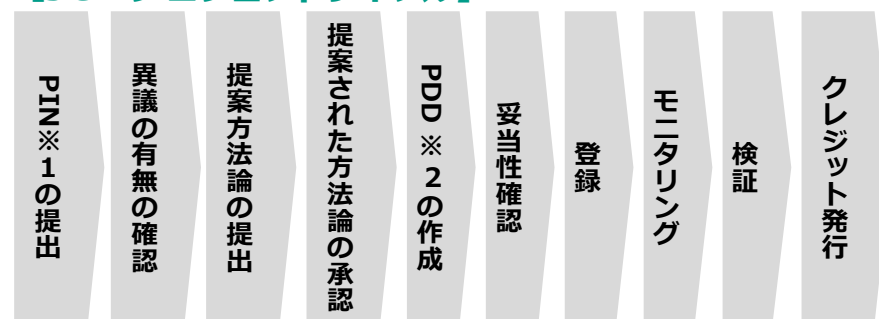 PIN※1の提出
異議の有無の確認
提案方法論の提出
提案された方法論の承認
PDD※2の作成
妥当性確認
登録
モニタリング
検証
クレジット発行